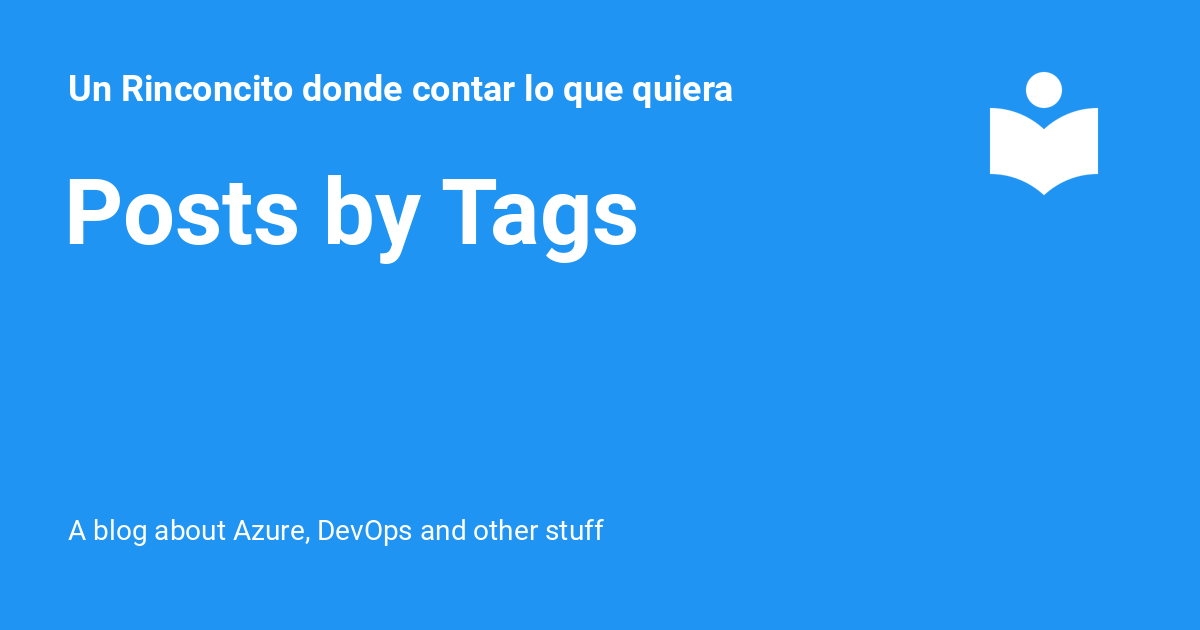 Un Rinconcito donde contar lo que quiera
Posts by Tags
A blog about Azure, DevOps and other stuff